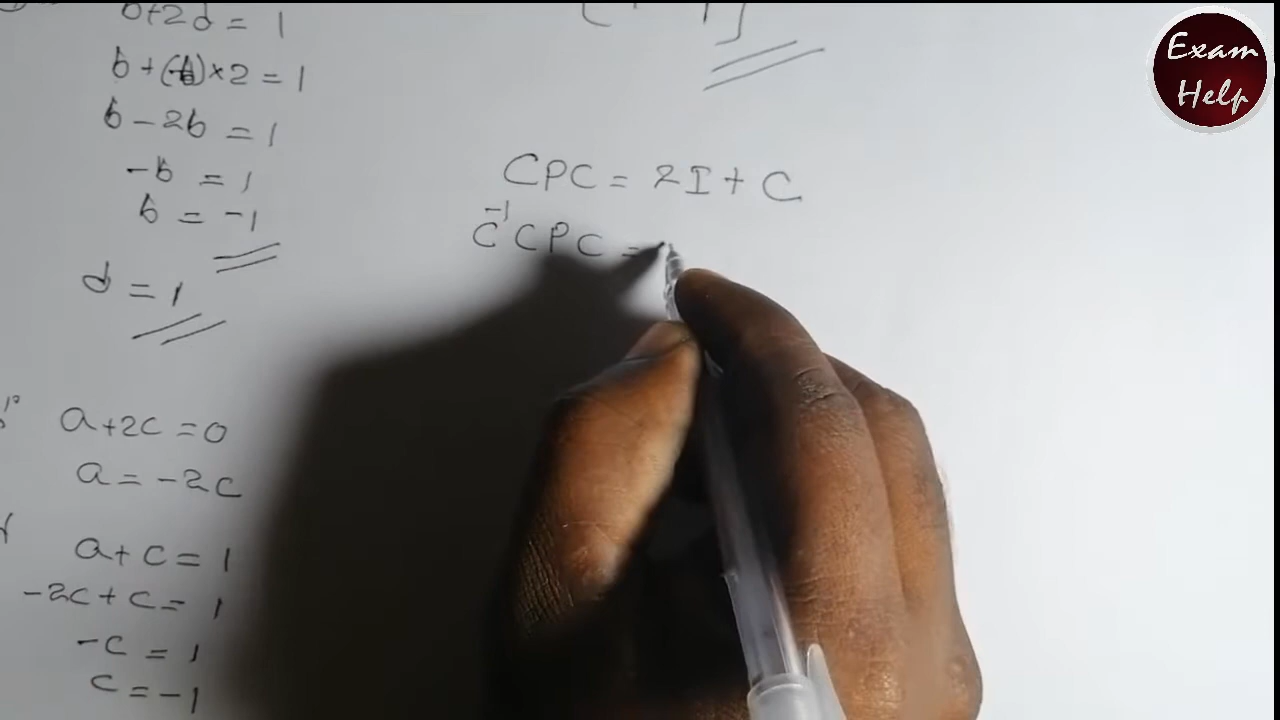 b+2d = 1
b + (-b)×2 = 1
b - 2b = 1
-b = 1
b = -1
d = 1
a+2c = 0
a = -2c
a + c = 1
-2c + c = 1
-c = 1
c = -1
CPC = 2I + C
C⁻¹CPC =
Exam
Help